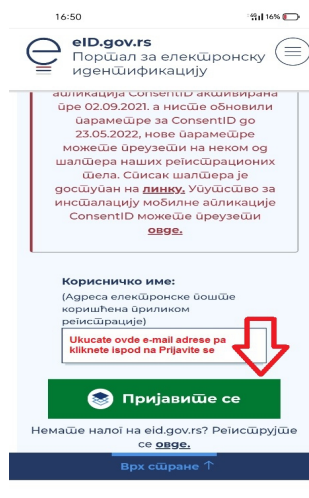 16:50
16%
eID.gov.rs
Портал за електронску
идентификацију
апликација ConsentID активирана
пре 02.09.2021. а нисте обновили
параметре за ConsentID до
23.05.2022, нове параметре
можете преузети на неком од
шалтера наших регистрационих
тела. Списак шалтера је
доступан на линку. Упутство за
инсталацију мобилне апликације
ConsentID можете преузети
овде.
Корисничко име:
(Адреса електронске поште
коришћена приликом
регистрације)
Ukucate ovde e-mail adrese pa
kliknete ispod na Prijavite se
Пријавите се
Немате налог на eid.gov.rs? Региструјте
се овде.
Врх стране ↑